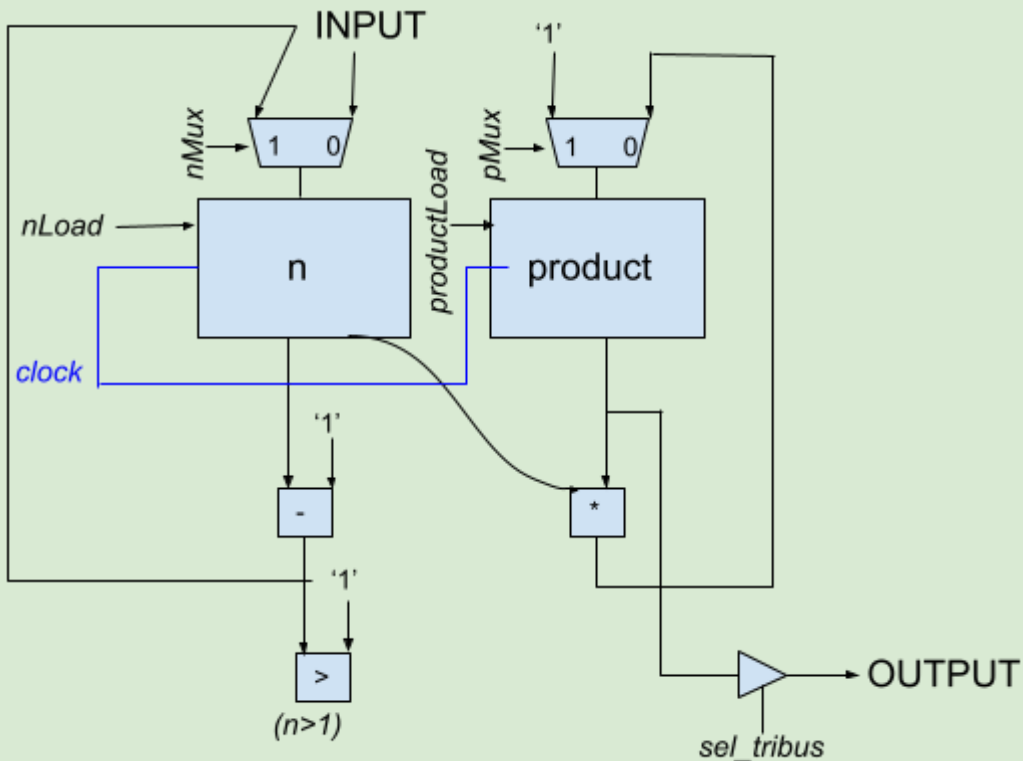 INPUT
‘1’
nMux
1 0
pMux
1 0
nLoad
productLoad
n
product
clock
‘1’
-
*
‘1’
>
(n>1)
OUTPUT
sel_tribus